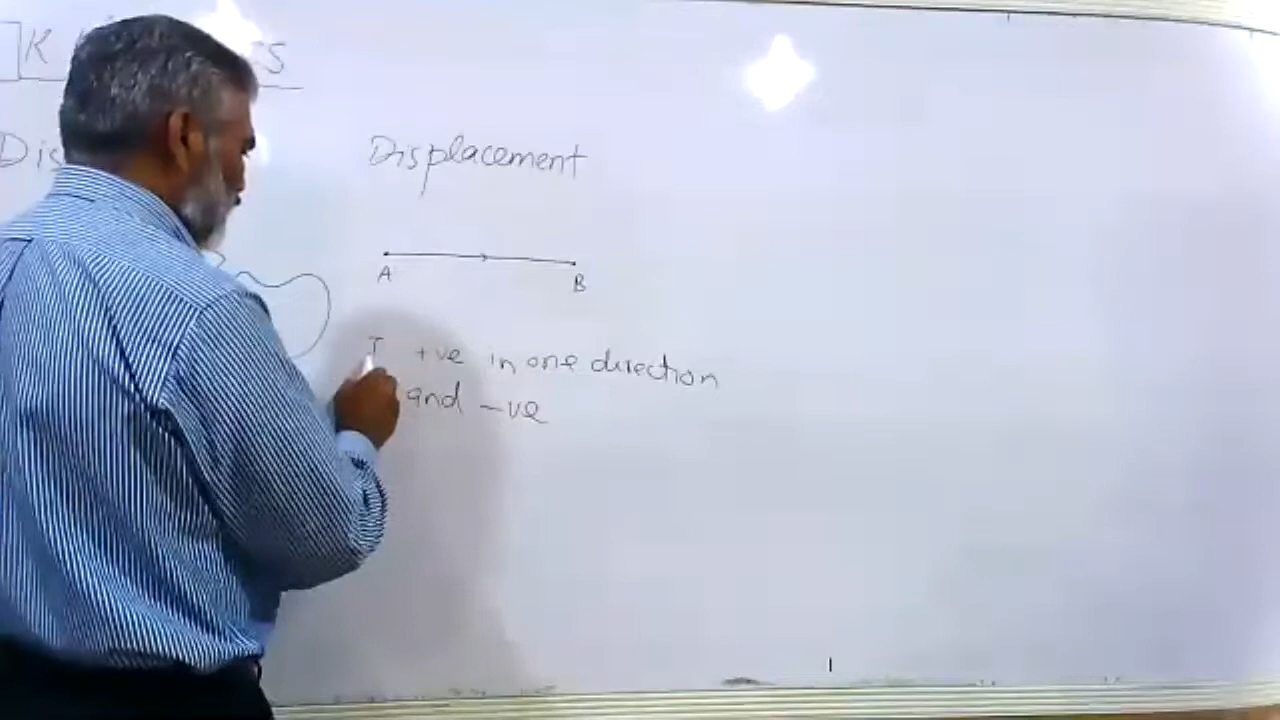 K
Displacement
A
B
+ve in one direction
and -ve